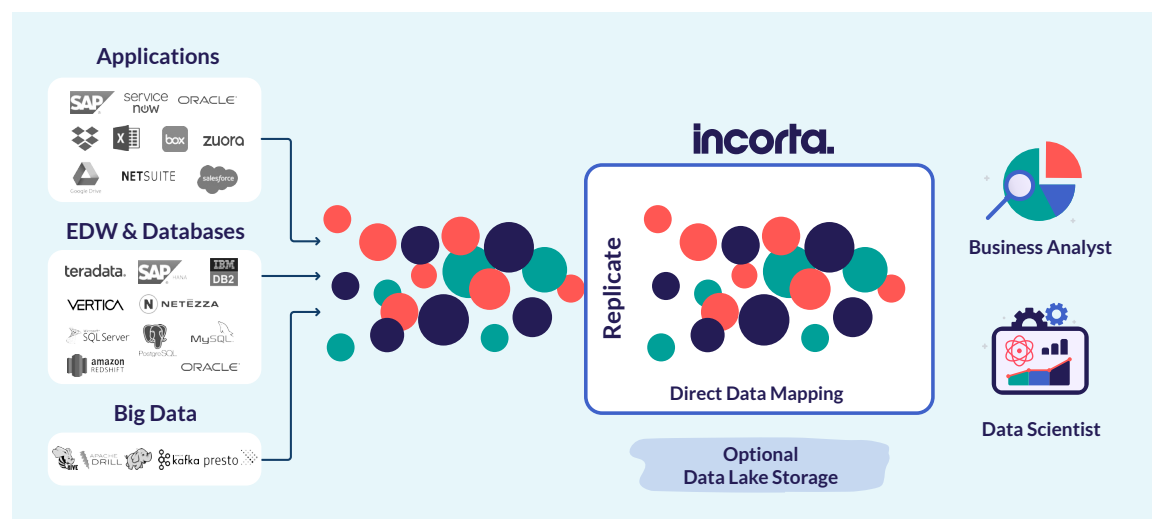 Applications
SAP
service
now
ORACLE
box
zuora
Google Drive
NETSUITE
salesforce
EDW & Databases
teradata.
SAP HANA
IBM
DB2
VERTICA
N NETEZZA
SQL Server
PostgreSQL
MySQL
amazon
REDSHIFT
ORACLE
Big Data
HIVE
APACHE
DRILL
kafka
presto
incorta.
Replicate
Direct Data Mapping
Optional
Data Lake Storage
Business Analyst
Data Scientist